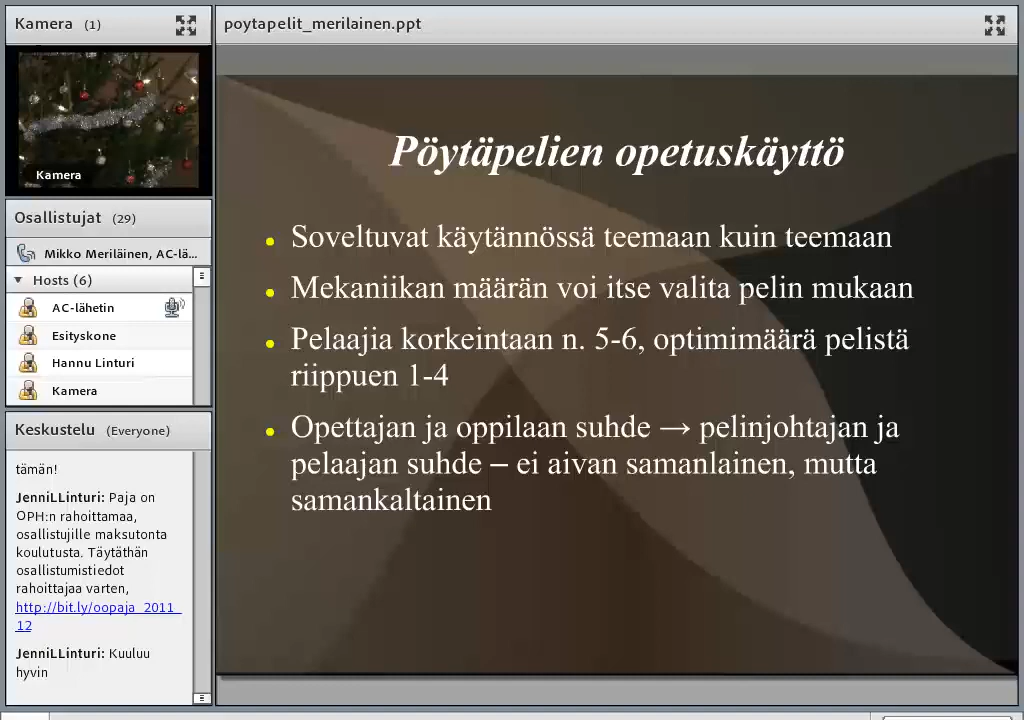 Kamera (1)
Kamera
Osallistujat (29)
Mikko Meriläinen, AC-lä...
Hosts (6)
AC-lähetin
Esityskone
Hannu Linturi
Kamera
Keskustelu (Everyone)
tämän!
JenniLLinturi: Paja on
OPH:n rahoittamaa,
osallistujille maksutonta
koulutusta. Täytäthän
osallistumistiedot
rahoittajaa varten,
http://bit.ly/oopaja_2011_
12
JenniLLinturi: Kuuluu
hyvin
poytapelit_merilainen.ppt
Pöytäpelien opetuskäyttö
• Soveltuvat käytännössä teemaan kuin teemaan
• Mekaniikan määrän voi itse valita pelin mukaan
• Pelaajia korkeintaan n. 5-6, optimimäärä pelistä
riippuen 1-4
• Opettajan ja oppilaan suhde → pelinjohtajan ja
pelaajan suhde – ei aivan samanlainen, mutta
samankaltainen